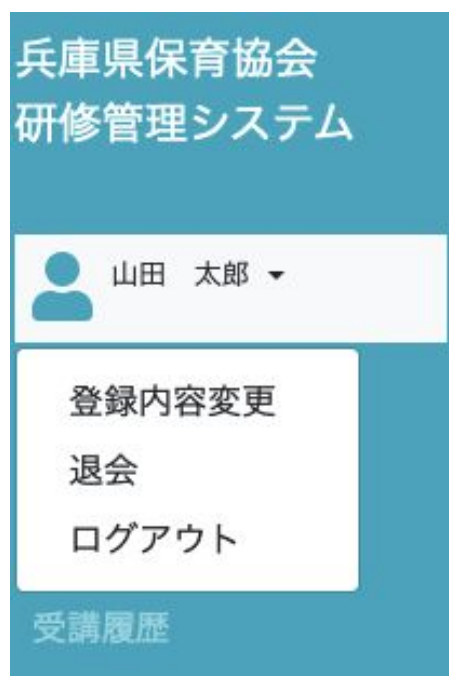 兵庫県保育協会
研修管理システム
山田　太郎
登録内容変更
退会
ログアウト
受講履歴